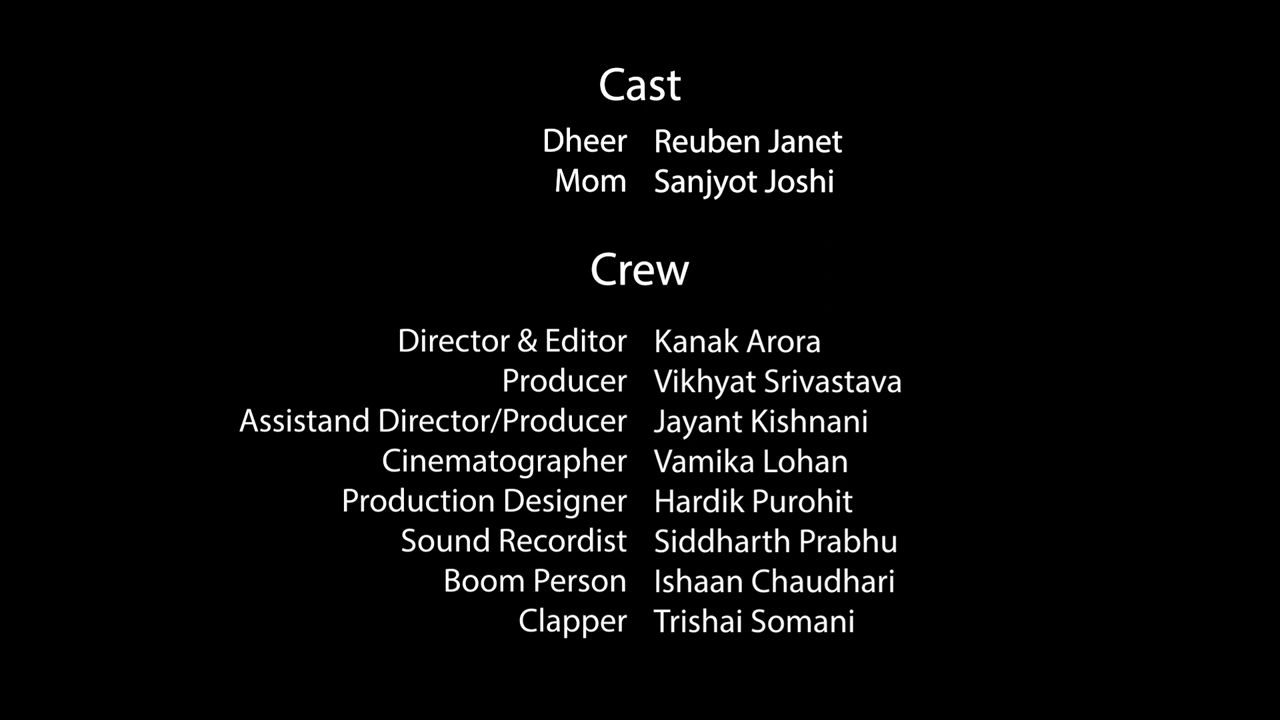 Cast
Dheer Reuben Janet
Mom Sanjyot Joshi
Crew
Director & Editor Kanak Arora
Producer Vikhyat Srivastava
Assistand Director/Producer Jayant Kishnani
Cinematographer Vamika Lohan
Production Designer Hardik Purohit
Sound Recordist Siddharth Prabhu
Boom Person Ishaan Chaudhari
Clapper Trishai Somani